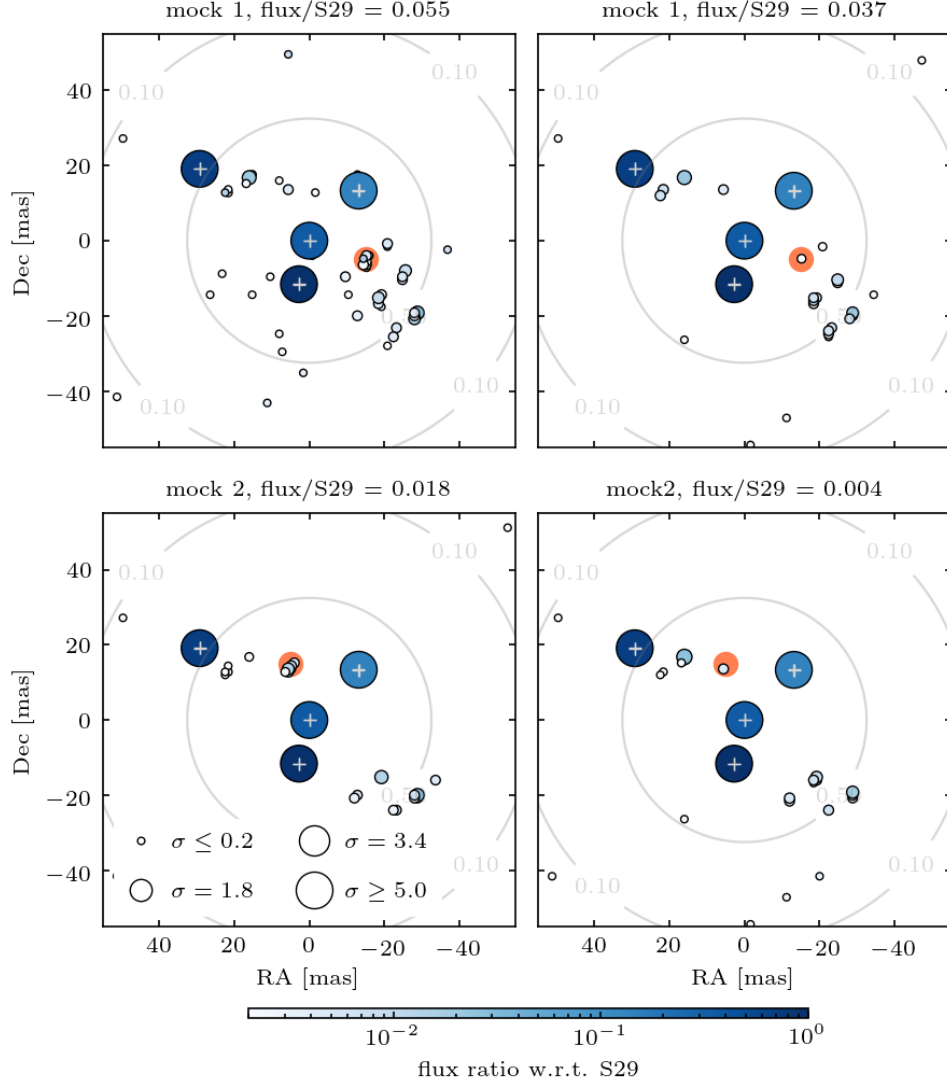 mock 1, flux/S29 = 0.055
mock 1, flux/S29 = 0.037
0.10 0.10 0.10 0.10
40
20
0
−20
−40
Dec [mas]
0.10 0.10 0.10 0.10
mock 2, flux/S29 = 0.018
mock2, flux/S29 = 0.004
0.10 0.10 0.10 0.10
40
20
0
−20
−40
Dec [mas]
0.10 0.10
σ ≤ 0.2 σ = 3.4
σ = 1.8 σ ≥ 5.0
40 20 0 −20 −40 40 20 0 −20 −40
RA [mas] RA [mas]
10⁻² 10⁻¹ 10⁰
flux ratio w.r.t. S29